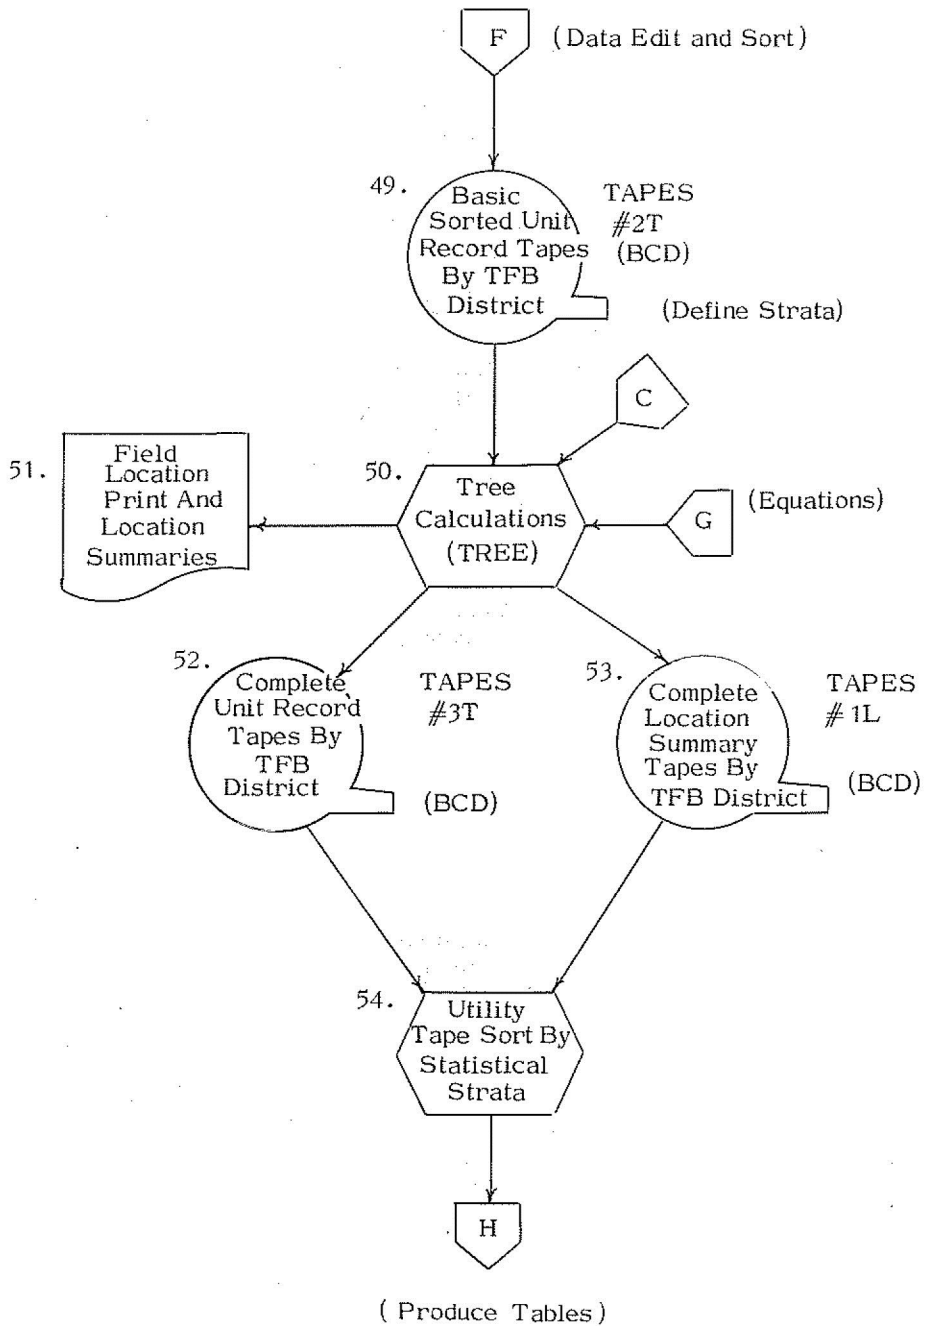 F
(Data Edit and Sort)
49.
Basic
Sorted Unit
Record Tapes
By TFB
District
TAPES
#2T
(BCD)
(Define Strata)
C
51.
Field
Location
Print And
Location
Summaries
50.
Tree
Calculations
(TREE)
G
(Equations)
52.
Complete
Unit Record
Tapes By
TFB
District
TAPES
#3T
(BCD)
53.
Complete
Location
Summary
Tapes By
TFB District
TAPES
#1L
(BCD)
54.
Utility
Tape Sort By
Statistical
Strata
H
(Produce Tables)